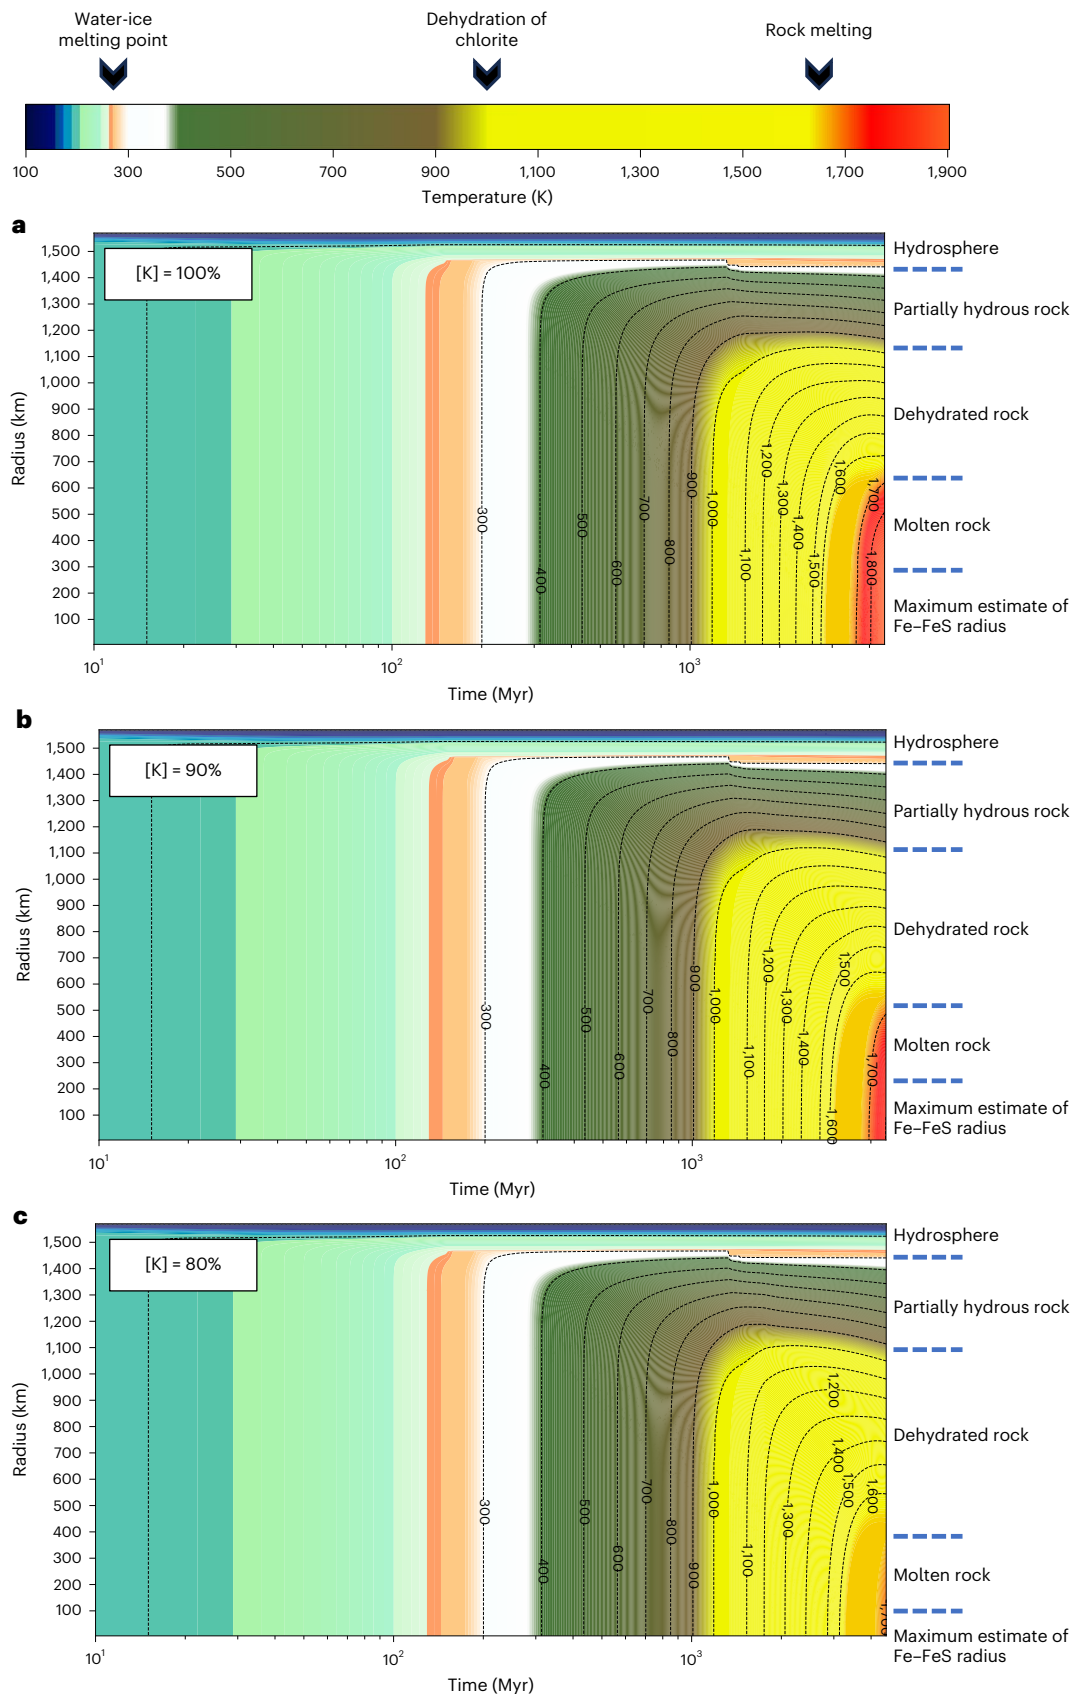 Water-ice
melting point
Dehydration of
chlorite
Rock melting
100 300 500 700 900 1,100 1,300 1,500 1,700 1,900
Temperature (K)
a
[K] = 100%
Radius (km)
1,500
1,400
1,300
1,200
1,100
1,000
900
800
700
600
500
400
300
200
100
300
400
500
600
700
800
900
1,000
1,100
1,200
1,300
1,400
1,500
1,600
1,700
1,800
Hydrosphere
Partially hydrous rock
Dehydrated rock
Molten rock
Maximum estimate of
Fe–FeS radius
10¹ 10² 10³
Time (Myr)
b
[K] = 90%
Radius (km)
1,500
1,400
1,300
1,200
1,100
1,000
900
800
700
600
500
400
300
200
100
300
400
500
600
700
800
900
1,000
1,100
1,200
1,300
1,400
1,500
1,600
1,700
Hydrosphere
Partially hydrous rock
Dehydrated rock
Molten rock
Maximum estimate of
Fe–FeS radius
10¹ 10² 10³
Time (Myr)
c
[K] = 80%
Radius (km)
1,500
1,400
1,300
1,200
1,100
1,000
900
800
700
600
500
400
300
200
100
300
400
500
600
700
800
900
1,000
1,100
1,200
1,300
1,400
1,500
1,600
1,700
Hydrosphere
Partially hydrous rock
Dehydrated rock
Molten rock
Maximum estimate of
Fe–FeS radius
10¹ 10² 10³
Time (Myr)